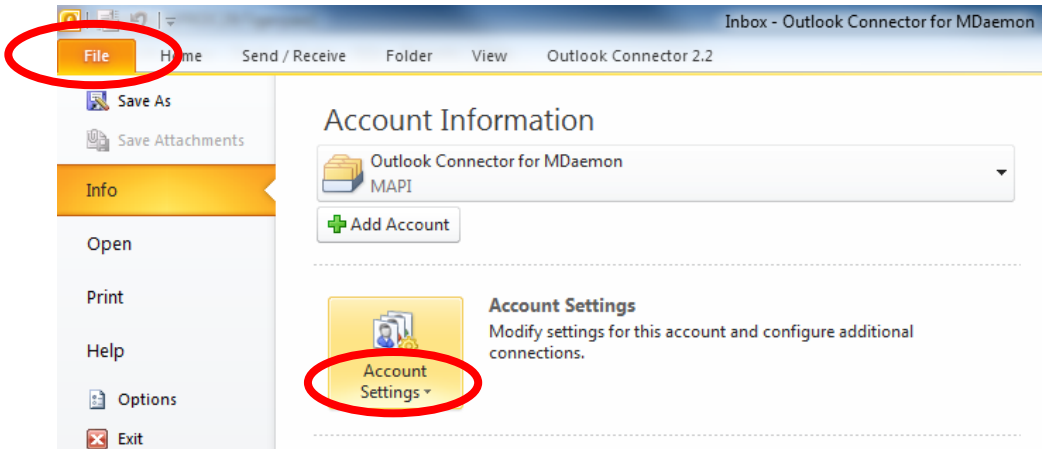 Inbox - Outlook Connector for MDaemon
File Home Send / Receive Folder View Outlook Connector 2.2
Save As
Save Attachments
Info
Open
Print
Help
Options
Exit
Account Information
Outlook Connector for MDaemon
MAPI
Add Account
Account Settings
Modify settings for this account and configure additional
connections.
Account
Settings